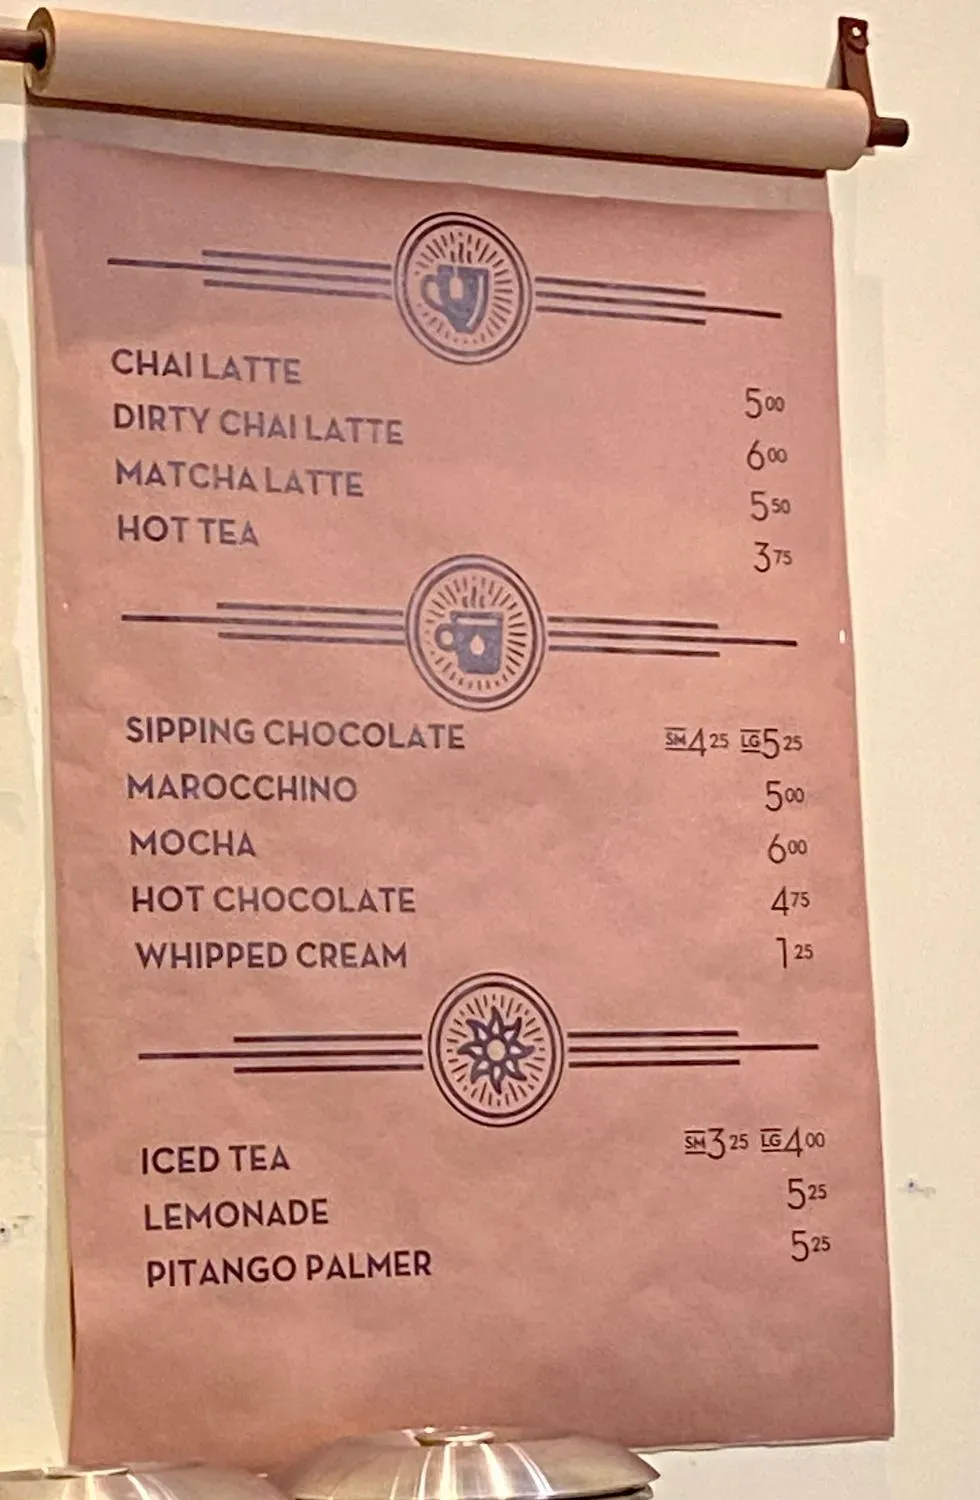 CHAI LATTE 5 00
DIRTY CHAI LATTE 6 00
MATCHA LATTE 5 50
HOT TEA 3 75
SIPPING CHOCOLATE SM 4 25 LG 5 25
MAROCCHINO 5 00
MOCHA 6 00
HOT CHOCOLATE 4 75
WHIPPED CREAM 1 25
ICED TEA SM 3 25 LG 4 00
LEMONADE 5 25
PITANGO PALMER 5 25